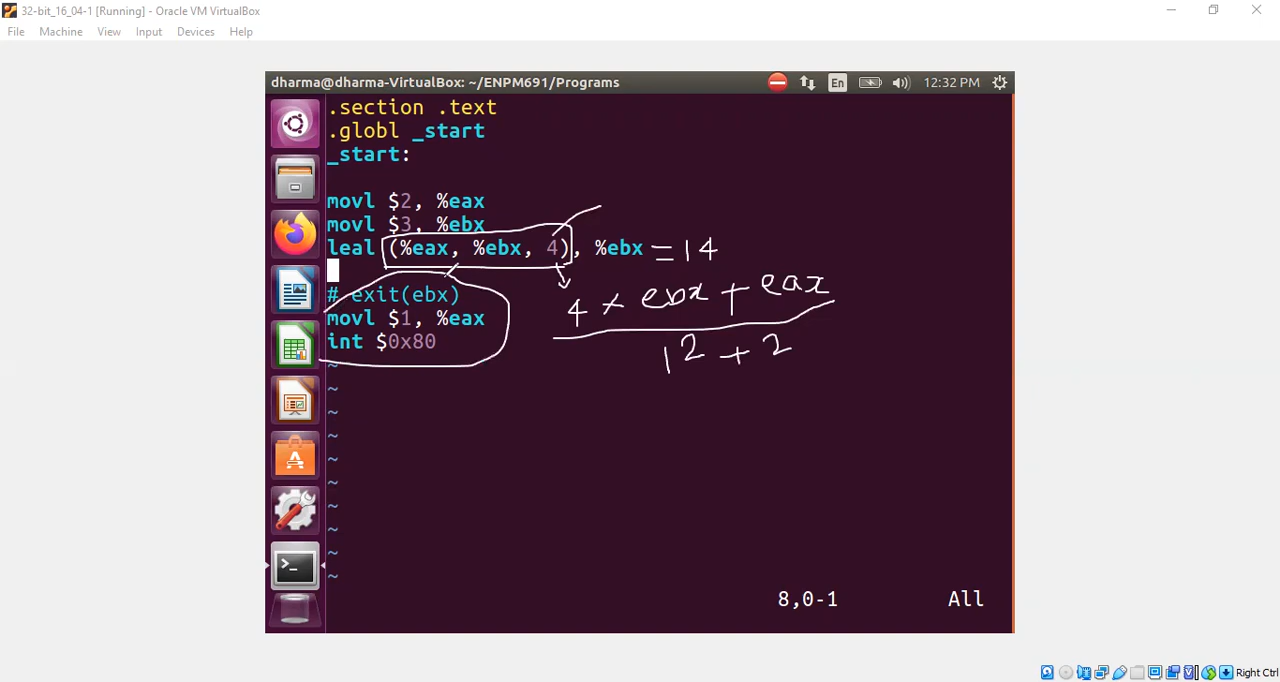 32-bit_16_04-1 [Running] - Oracle VM VirtualBox
File Machine View Input Devices Help
dharma@dharma-VirtualBox: ~/ENPM691/Programs En 12:32 PM
.section .text
.globl _start
_start:
movl $2, %eax
movl $3, %ebx
leal (%eax, %ebx, 4), %ebx = 14
4 × ebx + eax
# exit(ebx)
movl $1, %eax
int $0x80
12 + 2
~
~
~
~
~
~
~
~
~
~
8,0-1 All
Right Ctrl